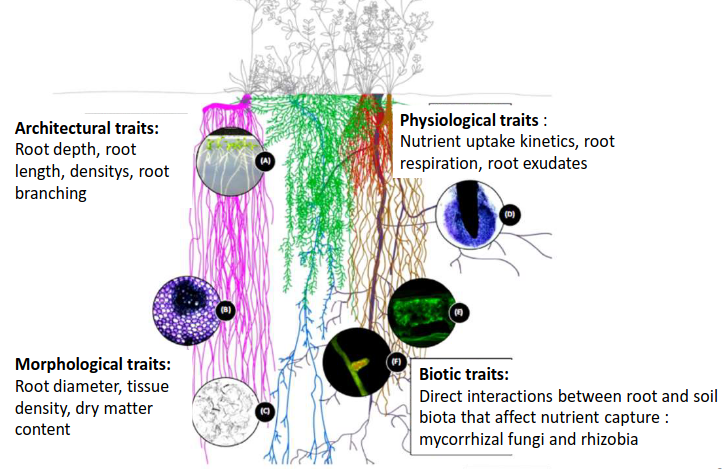 Architectural traits:
Root depth, root
length, densitys, root
branching
Physiological traits :
Nutrient uptake kinetics, root
respiration, root exudates
(A)
(D)
(B)
(E)
(F)
Morphological traits:
Root diameter, tissue
density, dry matter
content
(C)
Biotic traits:
Direct interactions between root and soil
biota that affect nutrient capture :
mycorrhizal fungi and rhizobia